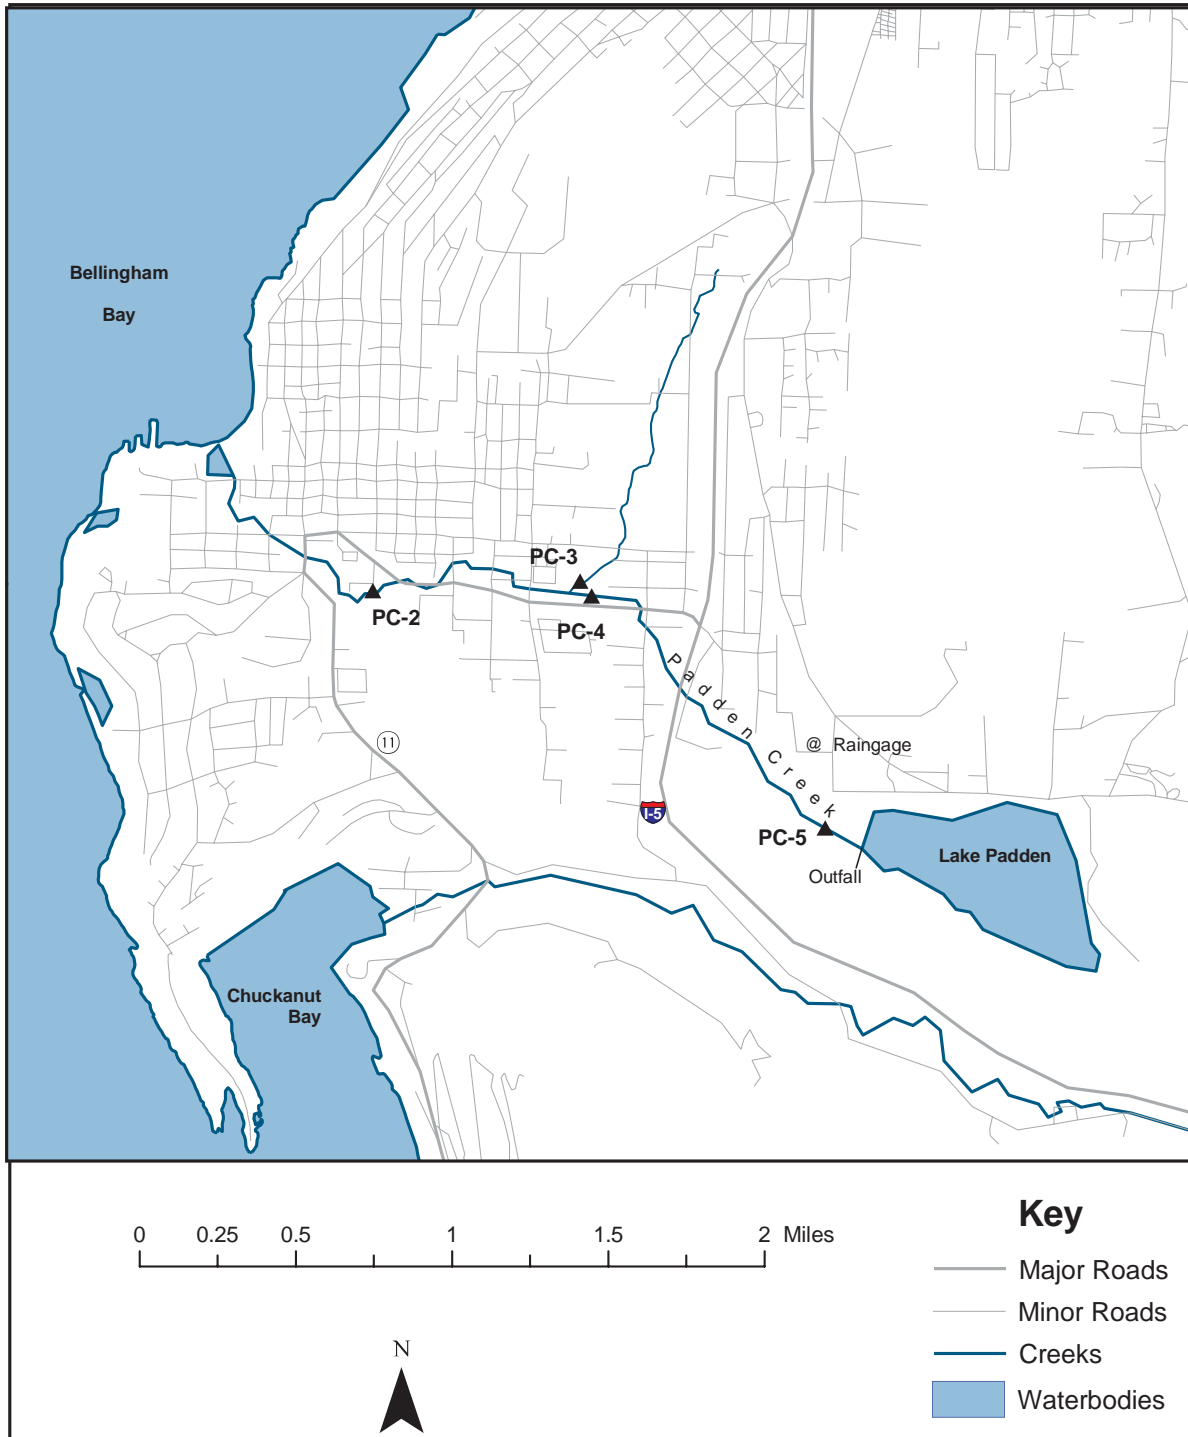 Bellingham
Bay
PC-3
PC-2
PC-4
Padden Creek
@ Raingage
11
I-5
PC-5
Lake Padden
Outfall
Chuckanut
Bay
0 0.25 0.5 1 1.5 2 Miles
Key
Major Roads
Minor Roads
Creeks
Waterbodies
N